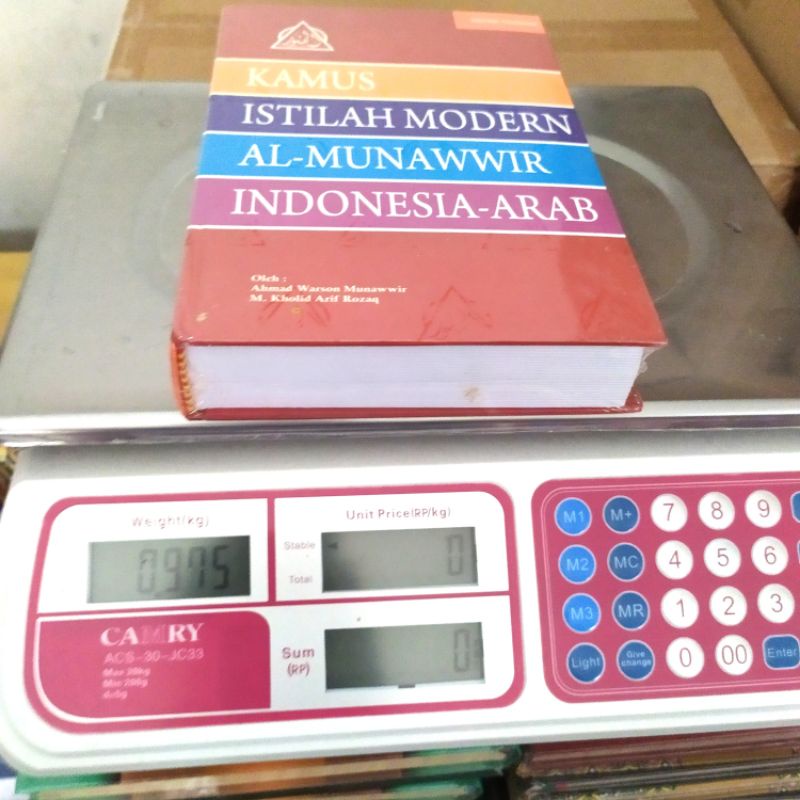 KAMUS
ISTILAH MODERN
AL-MUNAWWIR
INDONESIA-ARAB
Oleh :
Ahmad Warson Munawwir
M. Kholid Arif Rozaq
Weight(kg)
0.975
Unit Price(RP/kg)
Stable
0
Total
Sum
(RP)
0
CAMRY
ACS-30-JC33
M1 M+ 7 8 9
M2 MC 4 5 6
M3 MR 1 2 3
Light Give change 0 00 Enter